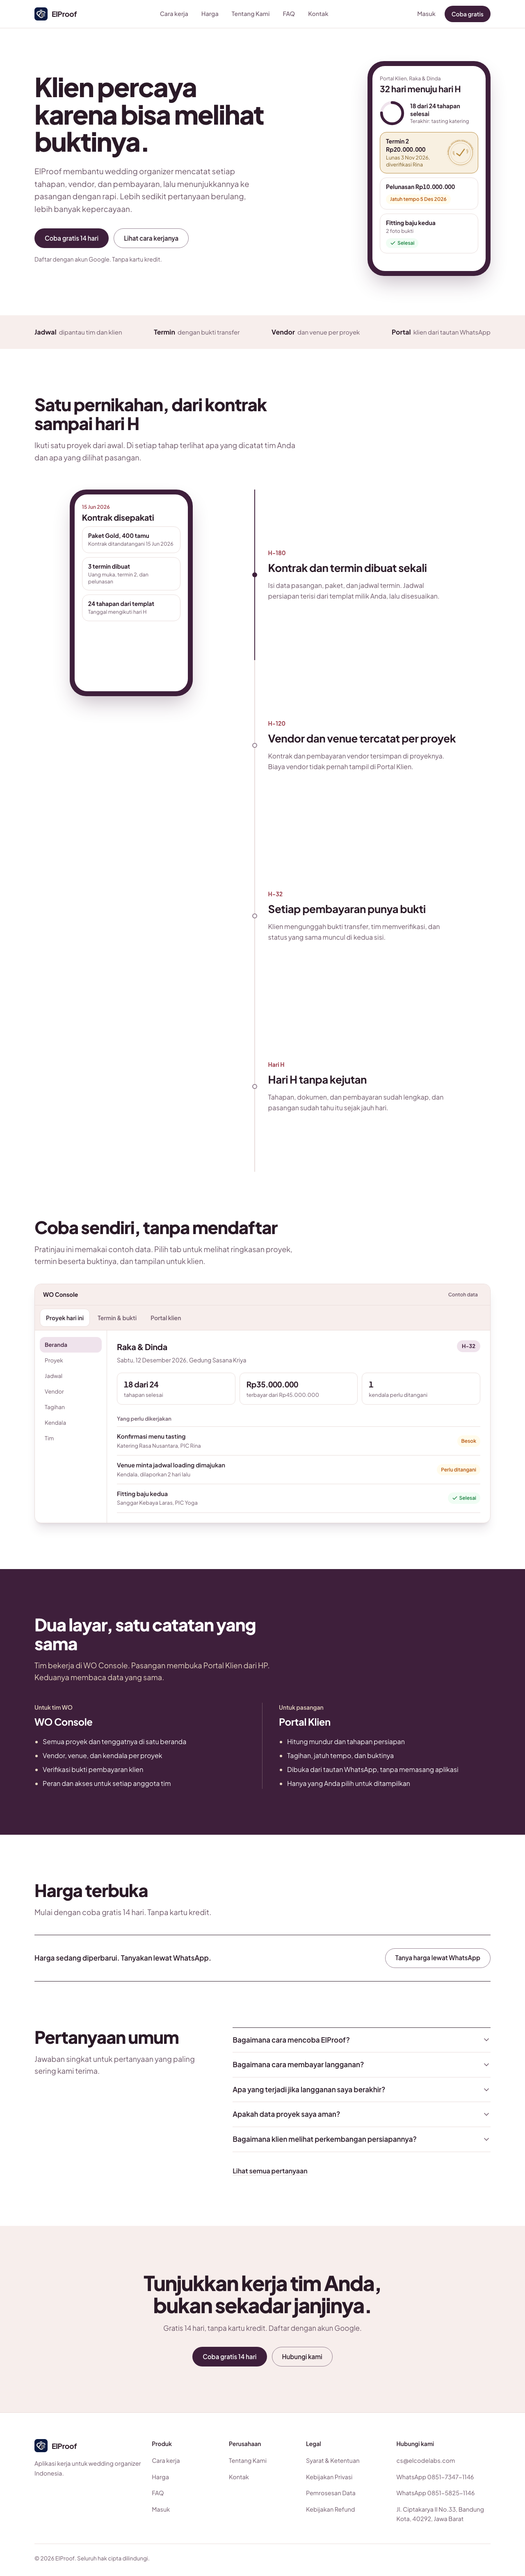 ElProof
Cara kerja
Harga
Tentang Kami
FAQ
Kontak
Masuk
Coba gratis
Klien percaya
karena bisa melihat
buktinya.
ElProof membantu wedding organizer mencatat setiap
tahapan, vendor, dan pembayaran, lalu menunjukkannya ke
pasangan dengan rapi. Lebih sedikit pertanyaan berulang,
lebih banyak kepercayaan.
Coba gratis 14 hari
Lihat cara kerjanya
Daftar dengan akun Google. Tanpa kartu kredit.
Portal Klien, Raka & Dinda
32 hari menuju hari H
18 dari 24 tahapan
selesai
Terakhir: tasting katering
Termin 2
Rp20.000.000
Lunas 3 Nov 2026,
diverifikasi Rina
Pelunasan Rp10.000.000
Jatuh tempo 5 Des 2026
Fitting baju kedua
2 foto bukti
Selesai
Jadwal dipantau tim dan klien
Termin dengan bukti transfer
Vendor dan venue per proyek
Portal klien dari tautan WhatsApp
Satu pernikahan, dari kontrak
sampai hari H
Ikuti satu proyek dari awal. Di setiap tahap terlihat apa yang dicatat tim Anda
dan apa yang dilihat pasangan.
15 Jun 2026
Kontrak disepakati
Paket Gold, 400 tamu
Kontrak ditandatangani 15 Jun 2026
3 termin dibuat
Uang muka, termin 2, dan
pelunasan
24 tahapan dari templat
Tanggal mengikuti hari H
H-180
Kontrak dan termin dibuat sekali
Isi data pasangan, paket, dan jadwal termin. Jadwal
persiapan terisi dari templat milik Anda, lalu disesuaikan.
H-120
Vendor dan venue tercatat per proyek
Kontrak dan pembayaran vendor tersimpan di proyeknya.
Biaya vendor tidak pernah tampil di Portal Klien.
H-32
Setiap pembayaran punya bukti
Klien mengunggah bukti transfer, tim memverifikasi, dan
status yang sama muncul di kedua sisi.
Hari H
Hari H tanpa kejutan
Tahapan, dokumen, dan pembayaran sudah lengkap, dan
pasangan sudah tahu itu sejak jauh hari.
Coba sendiri, tanpa mendaftar
Pratinjau ini memakai contoh data. Pilih tab untuk melihat ringkasan proyek,
termin beserta buktinya, dan tampilan untuk klien.
WO Console
Contoh data
Proyek hari ini
Termin & bukti
Portal klien
Beranda
Proyek
Jadwal
Vendor
Tagihan
Kendala
Tim
Raka & Dinda
H-32
Sabtu, 12 Desember 2026, Gedung Sasana Kriya
18 dari 24
tahapan selesai
Rp35.000.000
terbayar dari Rp45.000.000
1
kendala perlu ditangani
Yang perlu dikerjakan
Konfirmasi menu tasting
Katering Rasa Nusantara, PIC Rina
Besok
Venue minta jadwal loading dimajukan
Kendala, dilaporkan 2 hari lalu
Perlu ditangani
Fitting baju kedua
Sanggar Kebaya Laras, PIC Yoga
Selesai
Dua layar, satu catatan yang
sama
Tim bekerja di WO Console. Pasangan membuka Portal Klien dari HP.
Keduanya membaca data yang sama.
Untuk tim WO
WO Console
• Semua proyek dan tenggatnya di satu beranda
• Vendor, venue, dan kendala per proyek
• Verifikasi bukti pembayaran klien
• Peran dan akses untuk setiap anggota tim
Untuk pasangan
Portal Klien
• Hitung mundur dan tahapan persiapan
• Tagihan, jatuh tempo, dan buktinya
• Dibuka dari tautan WhatsApp, tanpa memasang aplikasi
• Hanya yang Anda pilih untuk ditampilkan
Harga terbuka
Mulai dengan coba gratis 14 hari. Tanpa kartu kredit.
Harga sedang diperbarui. Tanyakan lewat WhatsApp.
Tanya harga lewat WhatsApp
Pertanyaan umum
Jawaban singkat untuk pertanyaan yang paling
sering kami terima.
Bagaimana cara mencoba ElProof?
Bagaimana cara membayar langganan?
Apa yang terjadi jika langganan saya berakhir?
Apakah data proyek saya aman?
Bagaimana klien melihat perkembangan persiapannya?
Lihat semua pertanyaan
Tunjukkan kerja tim Anda,
bukan sekadar janjinya.
Gratis 14 hari, tanpa kartu kredit. Daftar dengan akun Google.
Coba gratis 14 hari
Hubungi kami
ElProof
Aplikasi kerja untuk wedding organizer
Indonesia.
Produk
Cara kerja
Harga
FAQ
Masuk
Perusahaan
Tentang Kami
Kontak
Legal
Syarat & Ketentuan
Kebijakan Privasi
Pemrosesan Data
Kebijakan Refund
Hubungi kami
cs@elcodelabs.com
WhatsApp 0851-7347-1146
WhatsApp 0851-5825-1146
Jl. Ciptakarya II No.33, Bandung
Kota, 40292, Jawa Barat
© 2026 ElProof. Seluruh hak cipta dilindungi.